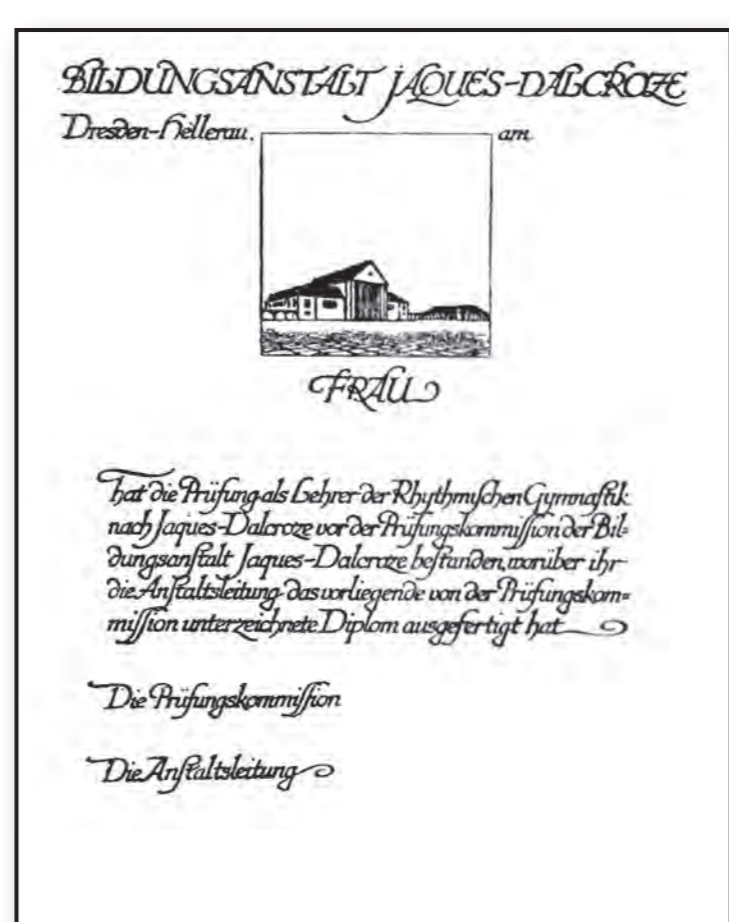 BILDUNGSANSTALT JAQUES-DALCROZE
Dresden-Hellerau, am
FRAU
hat die Prüfung als Lehrer der Rhythmiſchen Gymnaſtik
nach Jaques-Dalcroze vor der Prüfungskommiſſion der Bil=
dungsanſtalt Jaques-Dalcroze beſtanden, worüber ihr
die Anſtaltsleitung das vorliegende von der Prüfungskom=
miſſion unterzeichnete Diplom ausgefertigt hat
Die Prüfungskommiſſion
Die Anſtaltsleitung